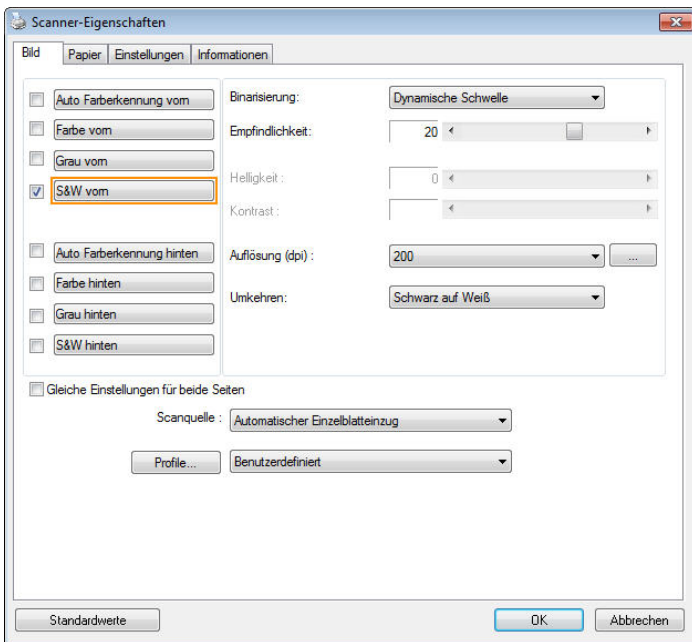 Scanner-Eigenschaften
Bild Papier Einstellungen Informationen
Auto Farberkennung vorn
Farbe vorn
Grau vorn
S&W vorn
Auto Farberkennung hinten
Farbe hinten
Grau hinten
S&W hinten
Binarisierung: Dynamische Schwelle
Empfindlichkeit: 20
Helligkeit : 0
Kontrast :
Auflösung (dpi) : 200 ...
Umkehren: Schwarz auf Weiß
Gleiche Einstellungen für beide Seiten
Scanquelle : Automatischer Einzelblatteinzug
Profile... Benutzerdefiniert
Standardwerte OK Abbrechen